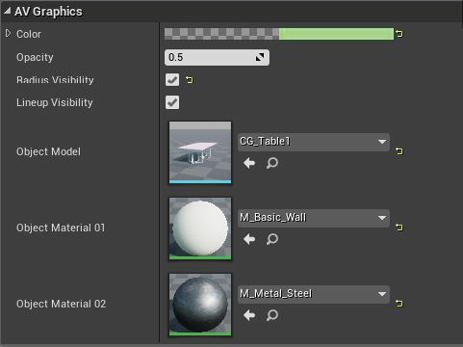 AV Graphics
Color
Opacity 0.5
Radius Visibility
Lineup Visibility
Object Model CG_Table1
Object Material 01 M_Basic_Wall
Object Material 02 M_Metal_Steel